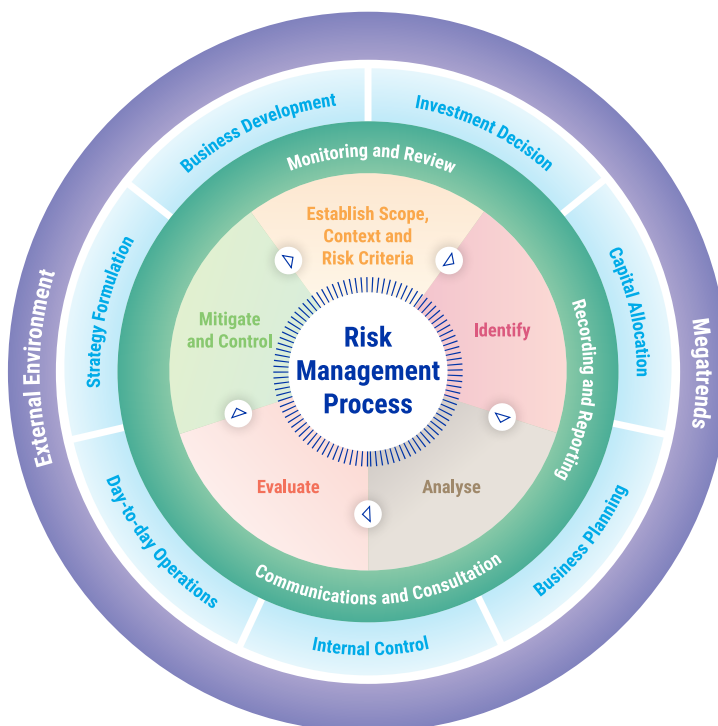 Business Development
Investment Decision
Monitoring and Review
Establish Scope,
Context and
Risk Criteria
Strategy Formulation
Capital Allocation
External Environment
Megatrends
Mitigate
and Control
Identify
Recording and Reporting
Risk
Management
Process
Evaluate
Analyse
Day-to-day Operations
Business Planning
Communications and Consultation
Internal Control